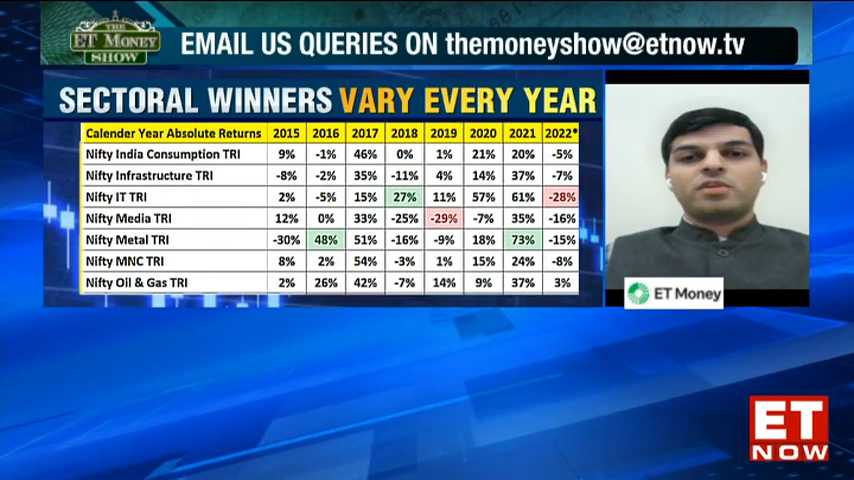 THE
ET MONEY
SHOW
EMAIL US QUERIES ON themoneyshow@etnow.tv
SECTORAL WINNERS VARY EVERY YEAR
Calender Year Absolute Returns 2015 2016 2017 2018 2019 2020 2021 2022*
Nifty India Consumption TRI 9% -1% 46% 0% 1% 21% 20% -5%
Nifty Infrastructure TRI -8% -2% 35% -11% 4% 14% 37% -7%
Nifty IT TRI 2% -5% 15% 27% 11% 57% 61% -28%
Nifty Media TRI 12% 0% 33% -25% -29% -7% 35% -16%
Nifty Metal TRI -30% 48% 51% -16% -9% 18% 73% -15%
Nifty MNC TRI 8% 2% 54% -3% 1% 15% 24% -8%
Nifty Oil & Gas TRI 2% 26% 42% -7% 14% 9% 37% 3%
ET Money
ET
NOW